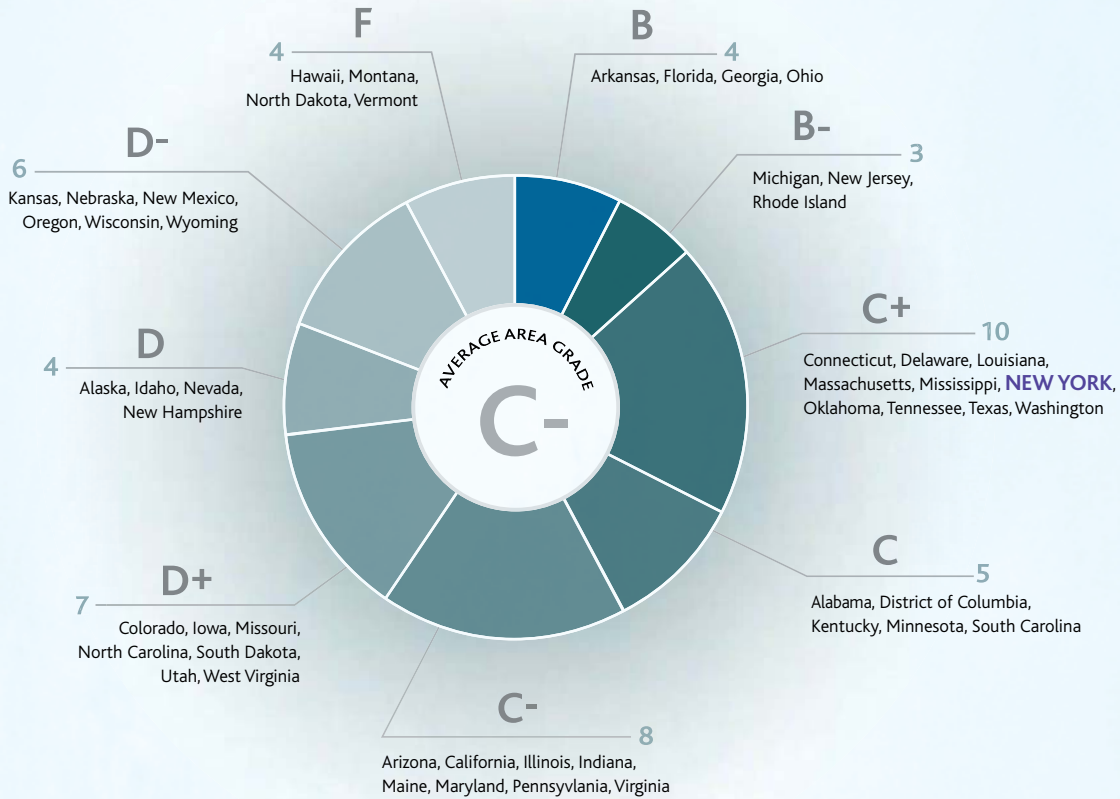 F
4
Hawaii, Montana,
North Dakota, Vermont
B
4
Arkansas, Florida, Georgia, Ohio
B-
3
Michigan, New Jersey,
Rhode Island
D-
6
Kansas, Nebraska, New Mexico,
Oregon, Wisconsin, Wyoming
C+
10
Connecticut, Delaware, Louisiana,
Massachusetts, Mississippi, NEW YORK,
Oklahoma, Tennessee, Texas, Washington
AVERAGE AREA GRADE
C-
D
4
Alaska, Idaho, Nevada,
New Hampshire
C
5
Alabama, District of Columbia,
Kentucky, Minnesota, South Carolina
D+
7
Colorado, Iowa, Missouri,
North Carolina, South Dakota,
Utah, West Virginia
C-
8
Arizona, California, Illinois, Indiana,
Maine, Maryland, Pennsyvlania, Virginia